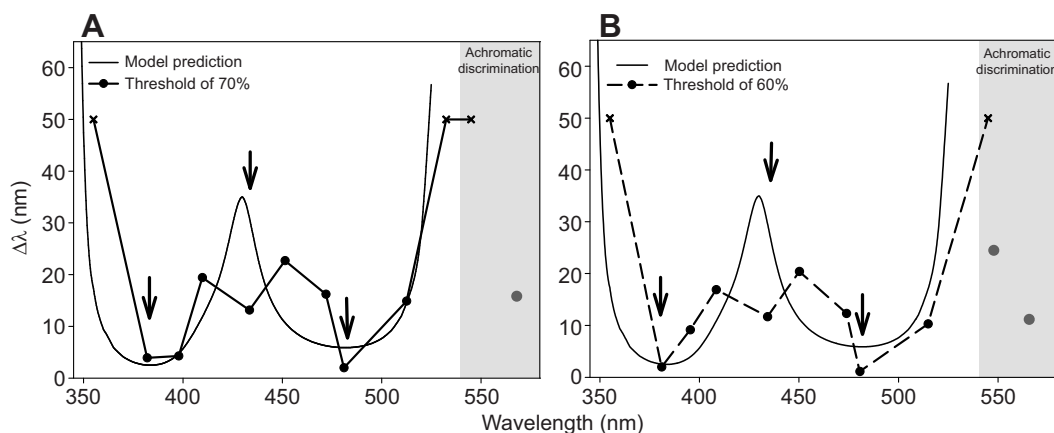 A
B
60
50
40
30
20
10
0
Δλ (nm)
Model prediction
Threshold of 70%
Achromatic
discrimination
350
400
450
500
550
60
50
40
30
20
10
0
Model prediction
Threshold of 60%
Achromatic
discrimination
350
400
450
500
550
Wavelength (nm)